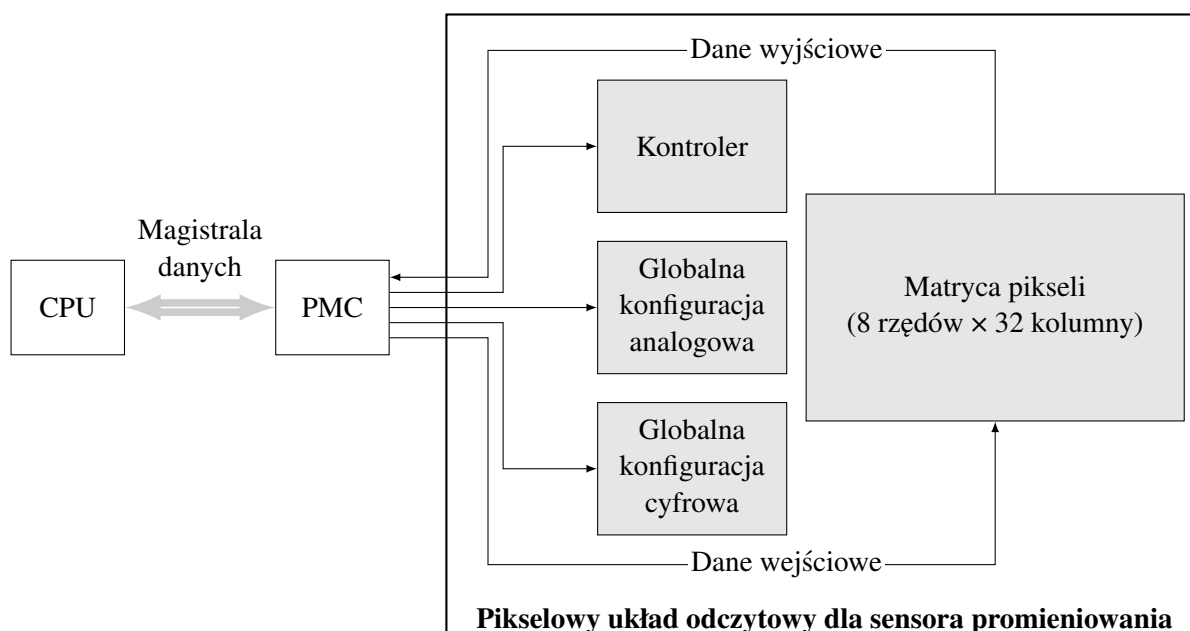 Dane wyjściowe
Kontroler
Magistrala
danych
CPU
PMC
Globalna
konfiguracja
analogowa
Matryca pikseli
(8 rzędów × 32 kolumny)
Globalna
konfiguracja
cyfrowa
Dane wejściowe
Pikselowy układ odczytowy dla sensora promieniowania